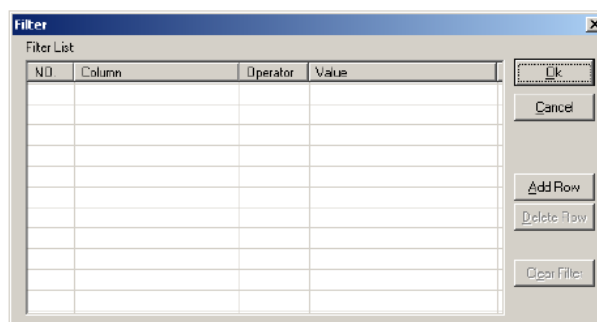 Filter
Filter List
NO. Column Operator Value
Ok
Cancel
Add Row
Delete Row
Clear Filter